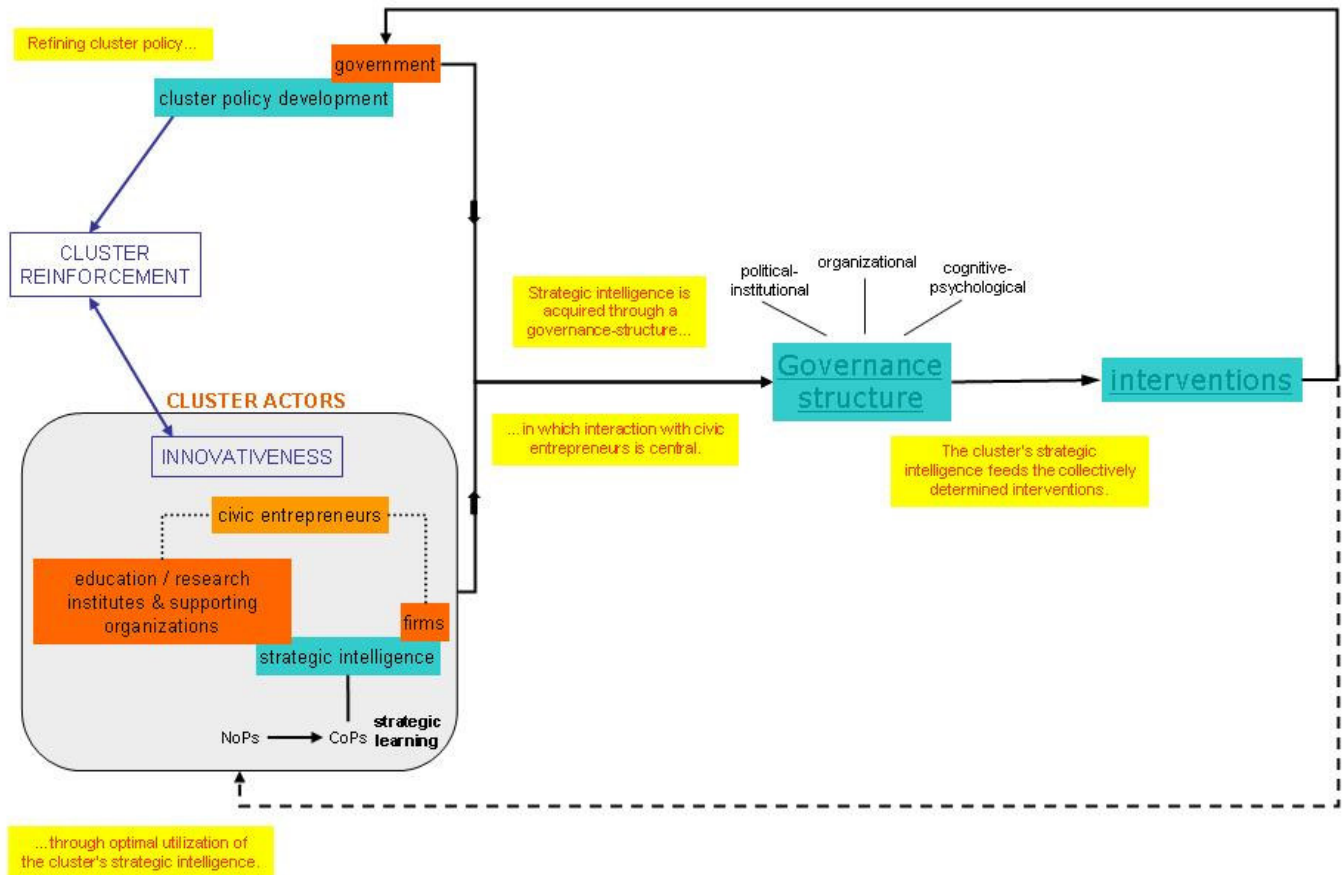 Refining cluster policy...
government
cluster policy development
CLUSTER
REINFORCEMENT
political-
institutional
organizational
cognitive-
psychological
Strategic intelligence is
acquired through a
governance-structure...
Governance
structure
interventions
...in which interaction with civic
entrepreneurs is central.
The cluster's strategic
intelligence feeds the collectively
determined interventions.
CLUSTER ACTORS
INNOVATIVENESS
civic entrepreneurs
education / research
institutes & supporting
organizations
firms
strategic intelligence
NoPs
CoPs
strategic
learning
...through optimal utilization of
the cluster's strategic intelligence.